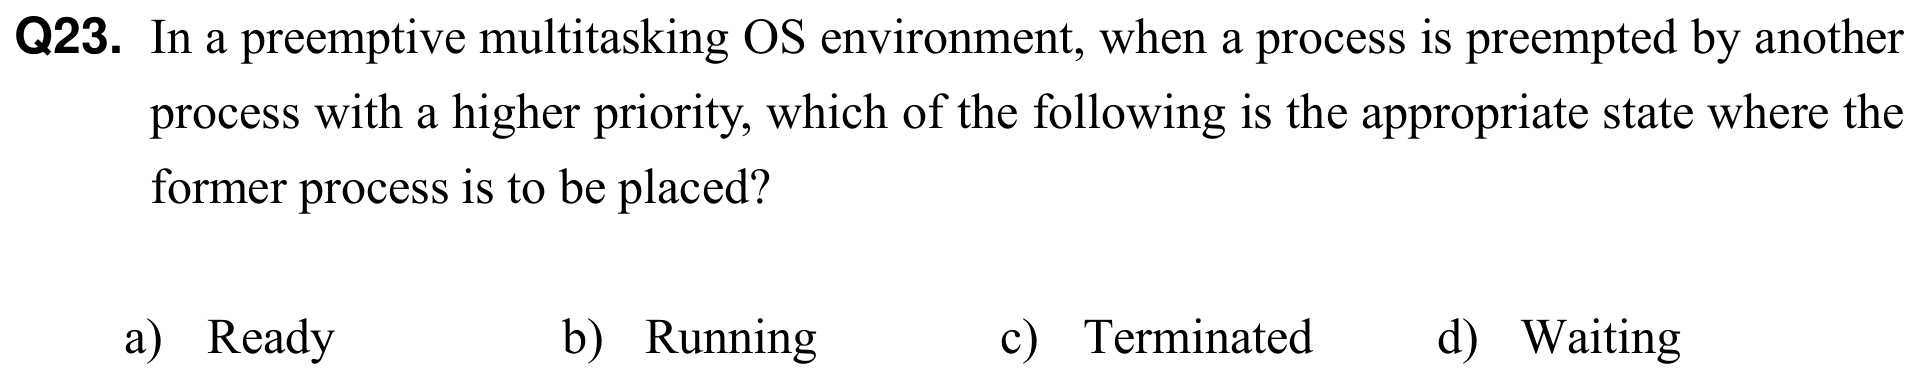 Q23. In a preemptive multitasking OS environment, when a process is preempted by another
process with a higher priority, which of the following is the appropriate state where the
former process is to be placed?
a) Ready b) Running c) Terminated d) Waiting